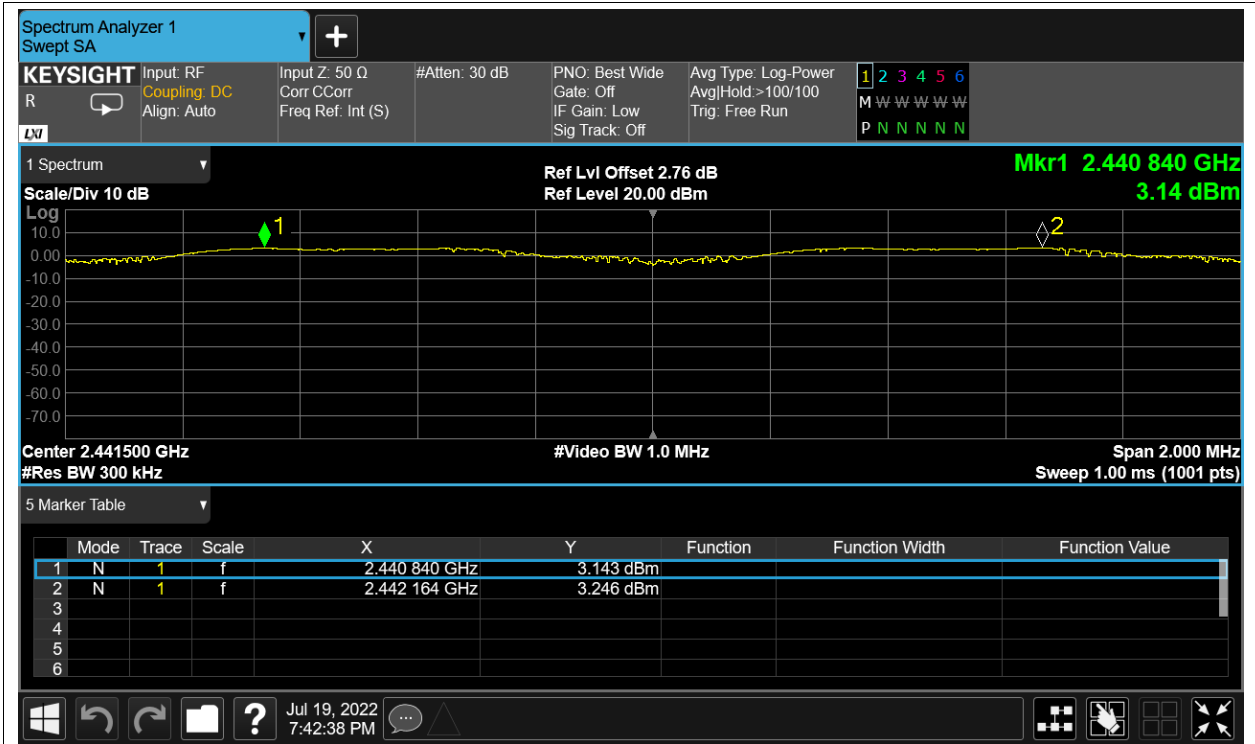 Spectrum Analyzer 1
Swept SA
KEYSIGHT
R
LXI
Input: RF
Coupling: DC
Align: Auto
Input Z: 50 Ω
Corr CCorr
Freq Ref: Int (S)
#Atten: 30 dB
PNO: Best Wide
Gate: Off
IF Gain: Low
Sig Track: Off
Avg Type: Log-Power
Avg|Hold:>100/100
Trig: Free Run
1 2 3 4 5 6
M W W W W W
P N N N N N
1 Spectrum
Scale/Div 10 dB
Ref Lvl Offset 2.76 dB
Ref Level 20.00 dBm
Mkr1 2.440 840 GHz
3.14 dBm
Log
10.0
0.00
-10.0
-20.0
-30.0
-40.0
-50.0
-60.0
-70.0
1
2
Center 2.441500 GHz
#Res BW 300 kHz
#Video BW 1.0 MHz
Span 2.000 MHz
Sweep 1.00 ms (1001 pts)
5 Marker Table
Mode Trace Scale X Y Function Function Width Function Value
1 N 1 f 2.440 840 GHz 3.143 dBm
2 N 1 f 2.442 164 GHz 3.246 dBm
3
4
5
6
?
Jul 19, 2022
7:42:38 PM